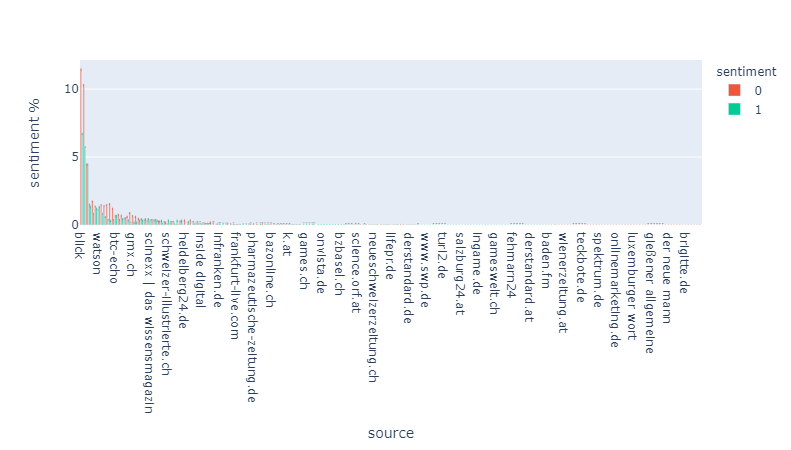 sentiment
0
1
sentiment %
10
5
0
blick
watson
btc-echo
gmx.ch
scinexx | das wissensmagazin
schweizer-illustrierte.ch
heidelberg24.de
inside digital
infranken.de
frankfurt-live.com
pharmazeutische-zeitung.de
bazonline.ch
k.at
games.ch
onvista.de
bzbasel.ch
science.orf.at
neueschweizerzeitung.ch
lifepr.de
derstandard.de
www.swp.de
turi2.de
salzburg24.at
ingame.de
gameswelt.ch
fehmarn24
derstandard.at
baden.fm
wienerzeitung.at
teckbote.de
spektrum.de
onlinemarketing.de
luxemburger wort
gießener allgemeine
der neue mann
brigitte.de
source